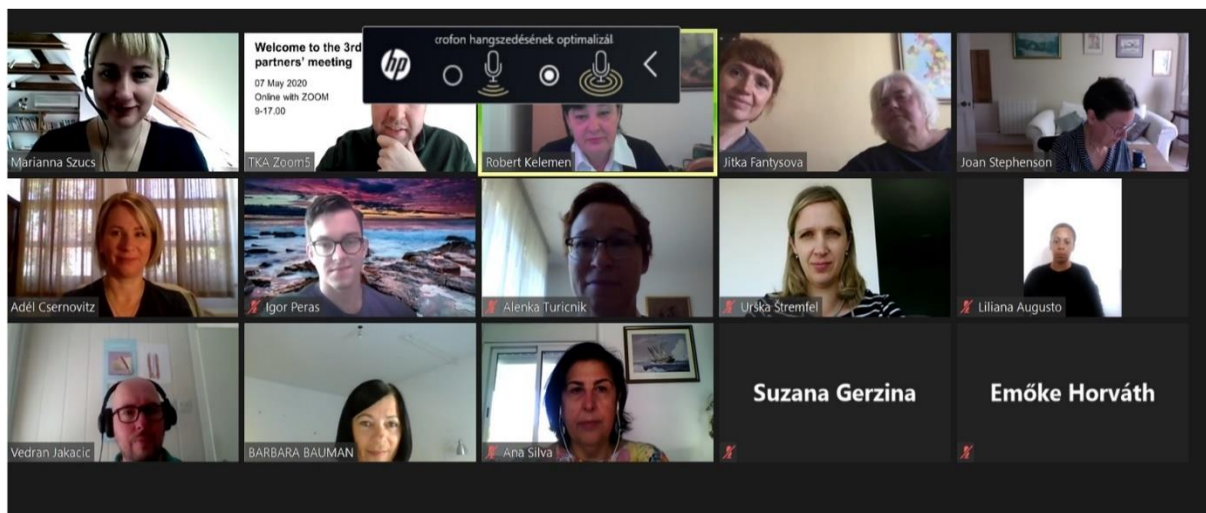 Welcome to the 3rd
partners' meeting
07 May 2020
Online with ZOOM
9-17.00
hp
rofon hangszedésének optimalizál
Marianna Szucs
TKA Zoom5
Robert Kelemen
Jitka Fantysova
Joan Stephenson
Adél Csernovitz
Igor Peras
Alenka Turicnik
Urška Štremfel
Liliana Augusto
Vedran Jakacic
BARBARA BAUMAN
Ana Silva
Suzana Gerzina
Emőke Horváth